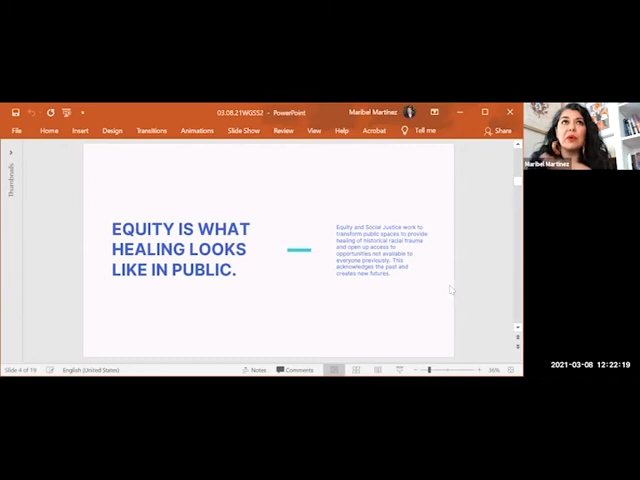 03.08.21WGSS2 - PowerPoint
Maribel Martinez
File Home Insert Design Transitions Animations Slide Show Review View Help Acrobat Tell me Share
Thumbnails
EQUITY IS WHAT
HEALING LOOKS
LIKE IN PUBLIC.
Equity and Social Justice work to
transform public spaces to provide
healing of historical racial trauma
and open up access to
opportunities not available to
everyone previously. This
acknowledges the past and
creates new futures.
Maribel Martinez
2021-03-08 12:22:19
Slide 4 of 19 English (United States) Notes Comments 36%